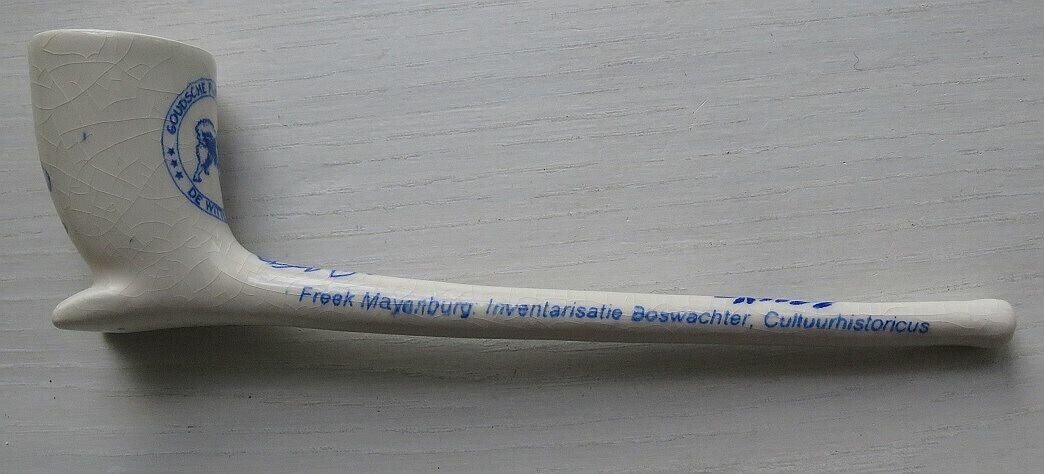 GOUDSCHE
DE
Freek Mayenburg: Inventarisatie Boswachter, Cultuurhistoricus